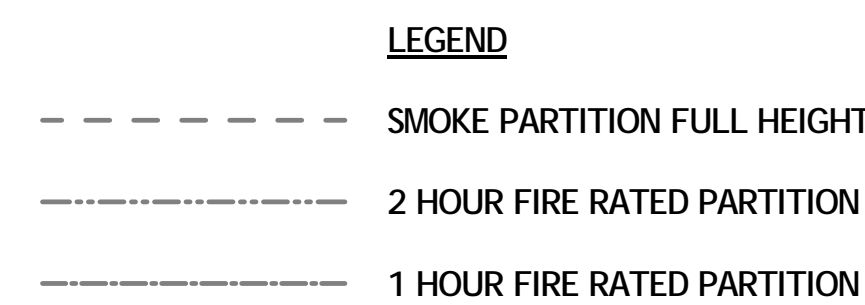 LEGEND
SMOKE PARTITION FULL HEIGHT
2 HOUR FIRE RATED PARTITION
1 HOUR FIRE RATED PARTITION